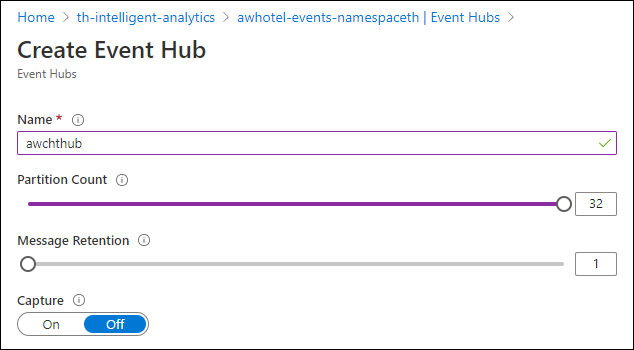 Home > th-intelligent-analytics > awhotel-events-namespaceth | Event Hubs >
Create Event Hub
Event Hubs
Name *
awchthub
Partition Count
32
Message Retention
1
Capture
On Off